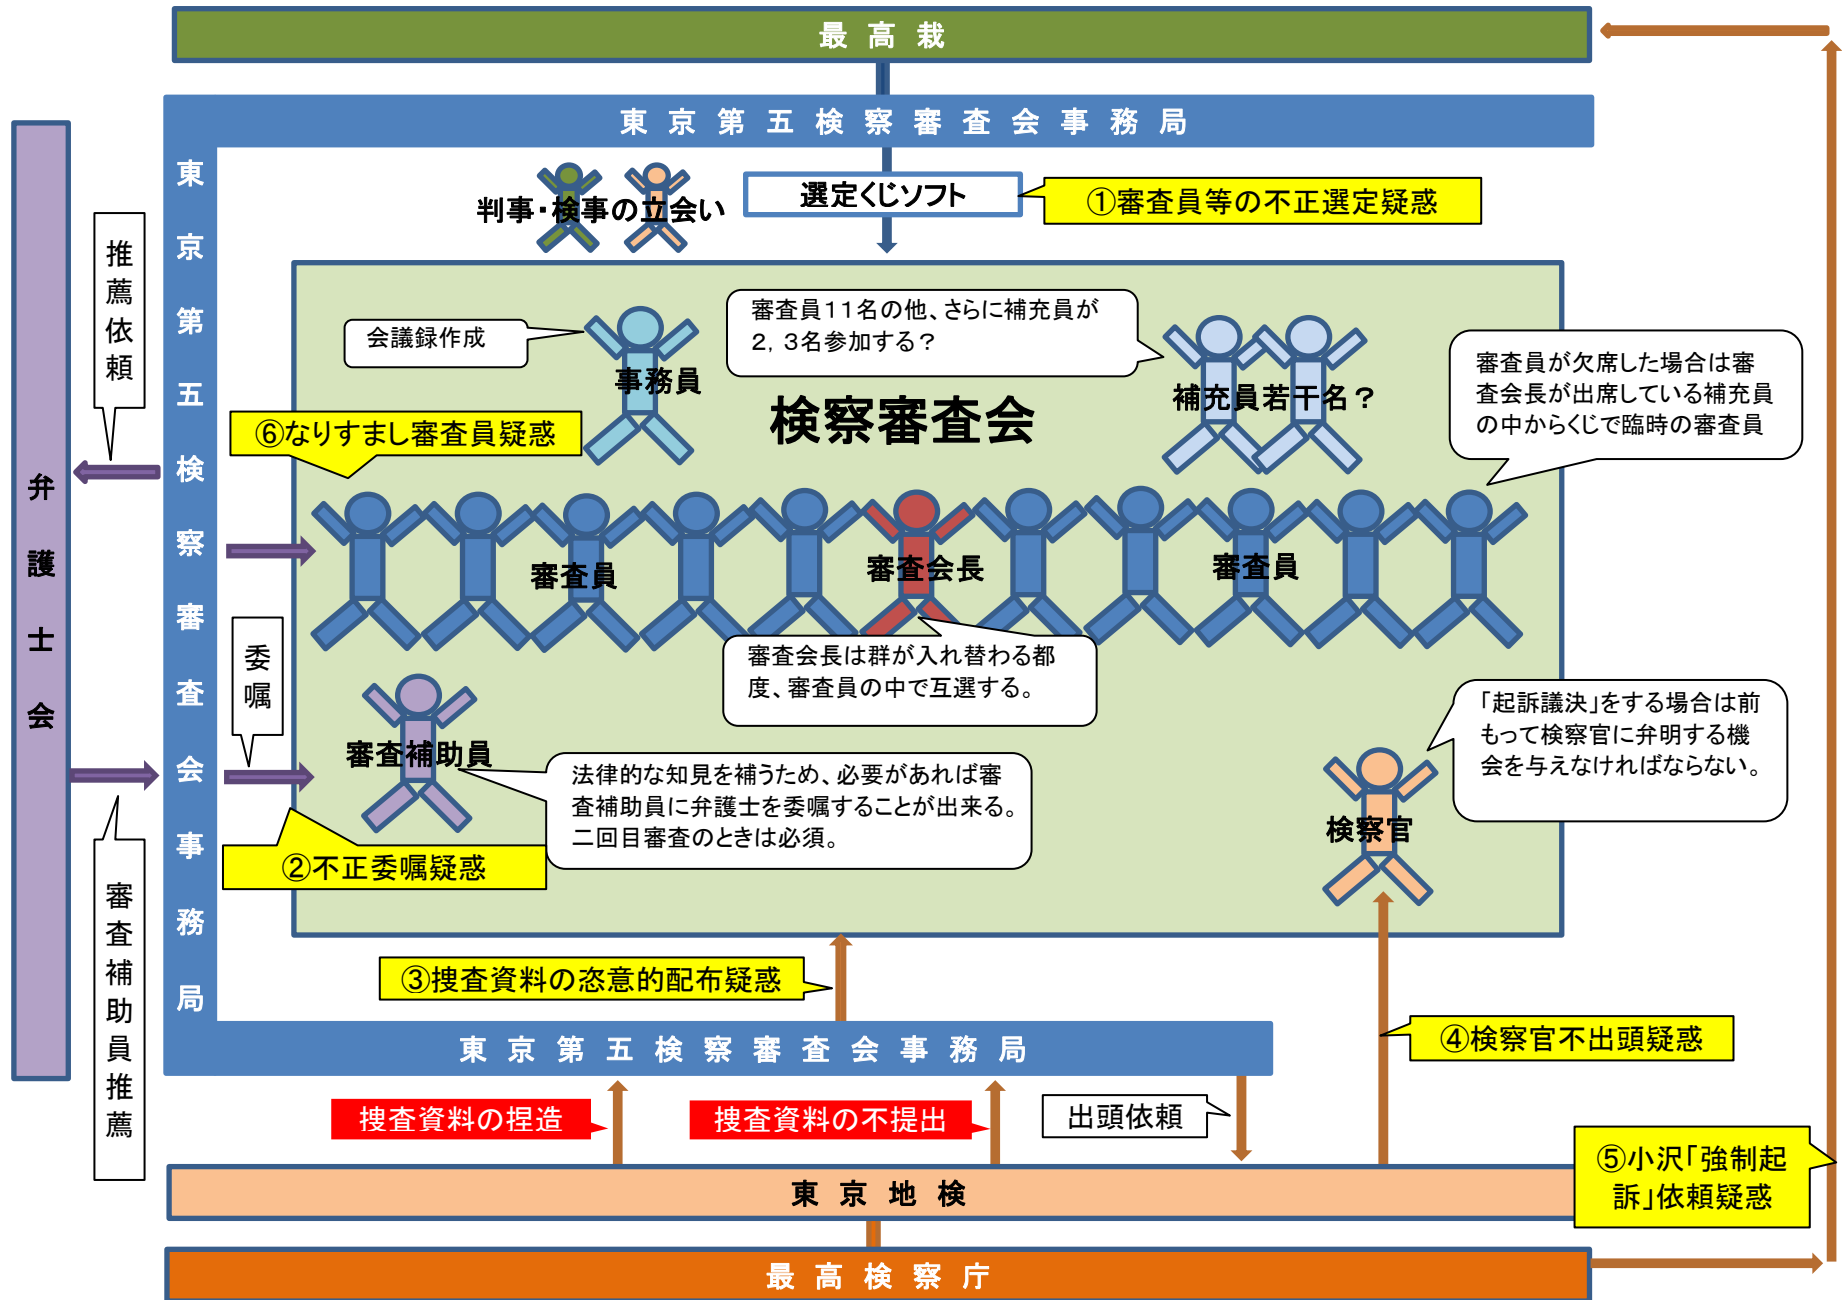 最高裁
東京第五検察審査会事務局
東京第五検察審査会事務局
弁護士会
推薦依頼
判事・検事の立会い
選定くじソフト
①審査員等の不正選定疑惑
会議録作成
事務員
審査員11名の他、さらに補充員が
2,3名参加する?
補充員若干名?
審査員が欠席した場合は審
査会長が出席している補充員
の中からくじで臨時の審査員
検察審査会
⑥なりすまし審査員疑惑
審査員
審査会長
審査員
審査会長は群が入れ替わる都
度、審査員の中で互選する。
委嘱
審査補助員
法律的な知見を補うため、必要があれば審
査補助員に弁護士を委嘱することが出来る。
二回目審査のときは必須。
「起訴議決」をする場合は前
もって検察官に弁明する機
会を与えなければならない。
検察官
②不正委嘱疑惑
審査補助員推薦
③捜査資料の恣意的配布疑惑
④検察官不出頭疑惑
東京第五検察審査会事務局
捜査資料の捏造
捜査資料の不提出
出頭依頼
⑤小沢「強制起
訴」依頼疑惑
東京地検
最高検察庁